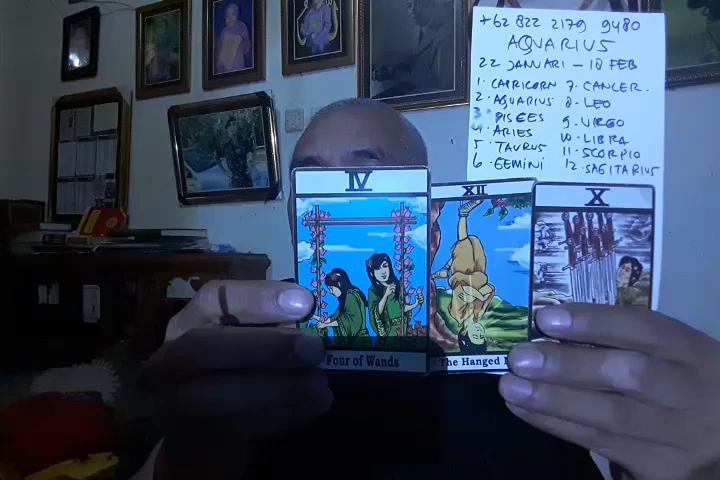 +62 822 2179 9480
AQUARIUS
22 JANUARI - 18 FEB
1. CAPRICORN 7. CANCER.
2. AQUARIUS 8. LEO
3 PISCES 9. VIRGO
4. ARIES 10. LIBRA
5. TAURUS 11. SCORPIO
6. GEMINI 12. SAGITARIUS
IV
Four of Wands
XII
The Hanged
X